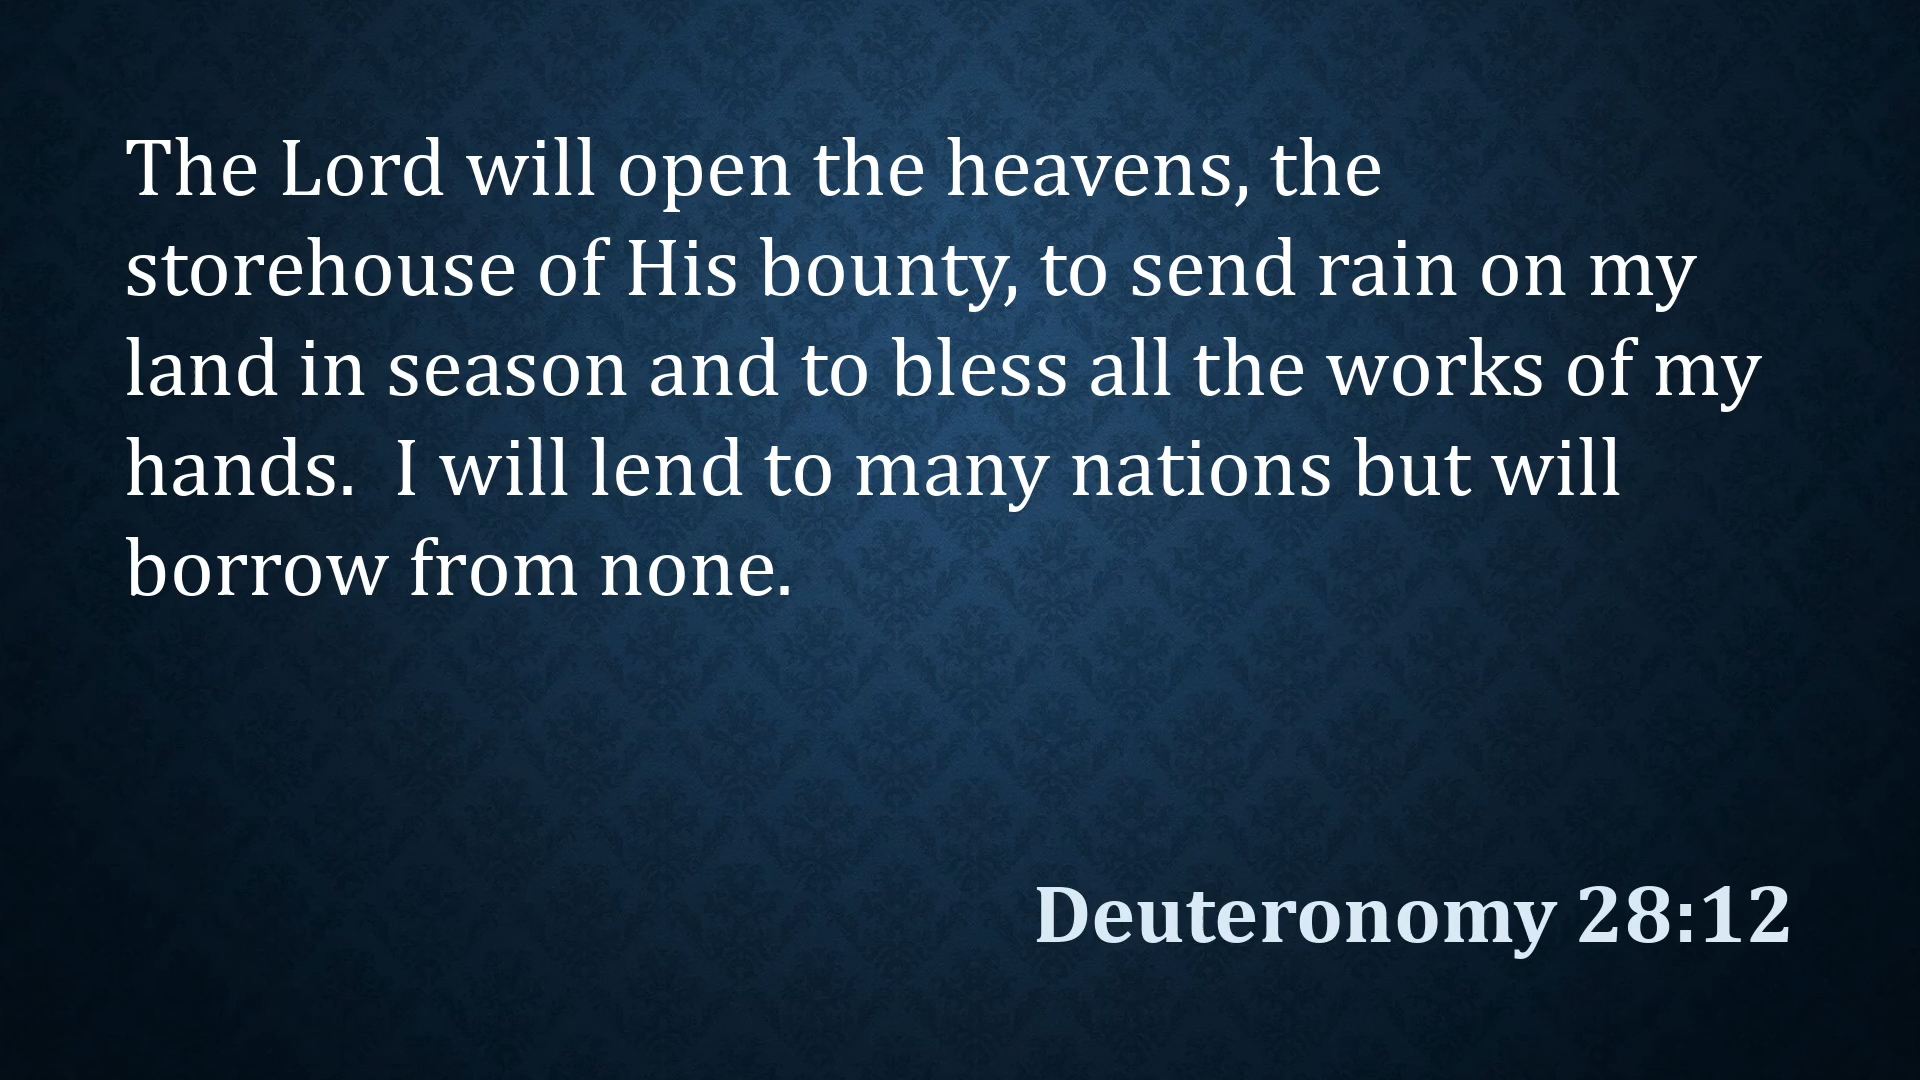 The Lord will open the heavens, the
storehouse of His bounty, to send rain on my
land in season and to bless all the works of my
hands.  I will lend to many nations but will
borrow from none.
Deuteronomy 28:12